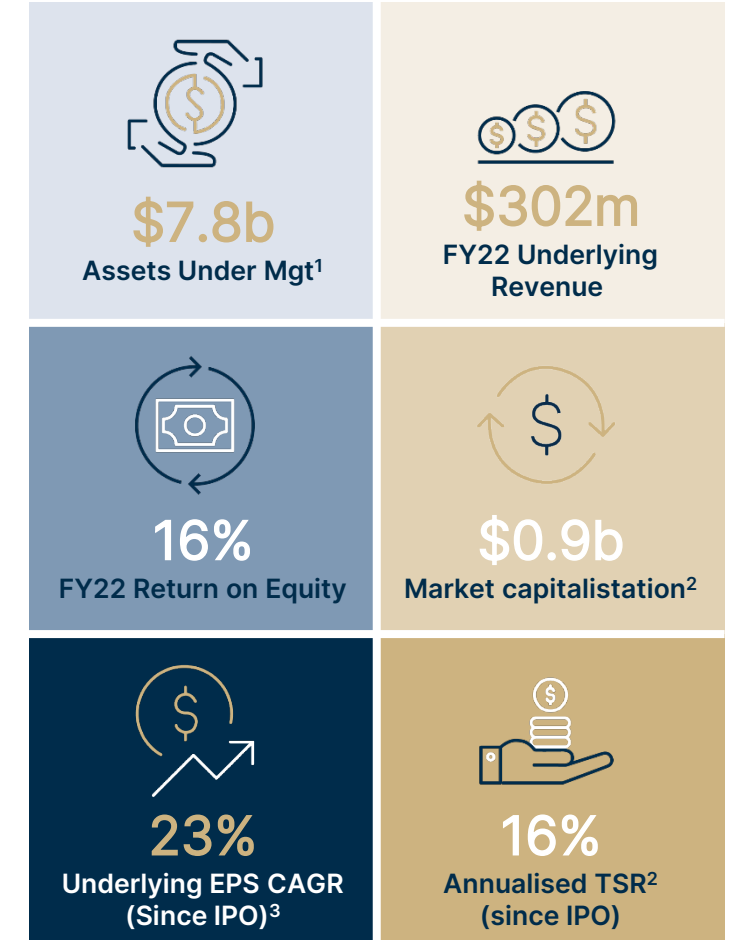 $7.8b
Assets Under Mgt¹
$302m
FY22 Underlying
Revenue
16%
FY22 Return on Equity
$0.9b
Market capitalistation²
23%
Underlying EPS CAGR
(Since IPO)³
16%
Annualised TSR²
(since IPO)